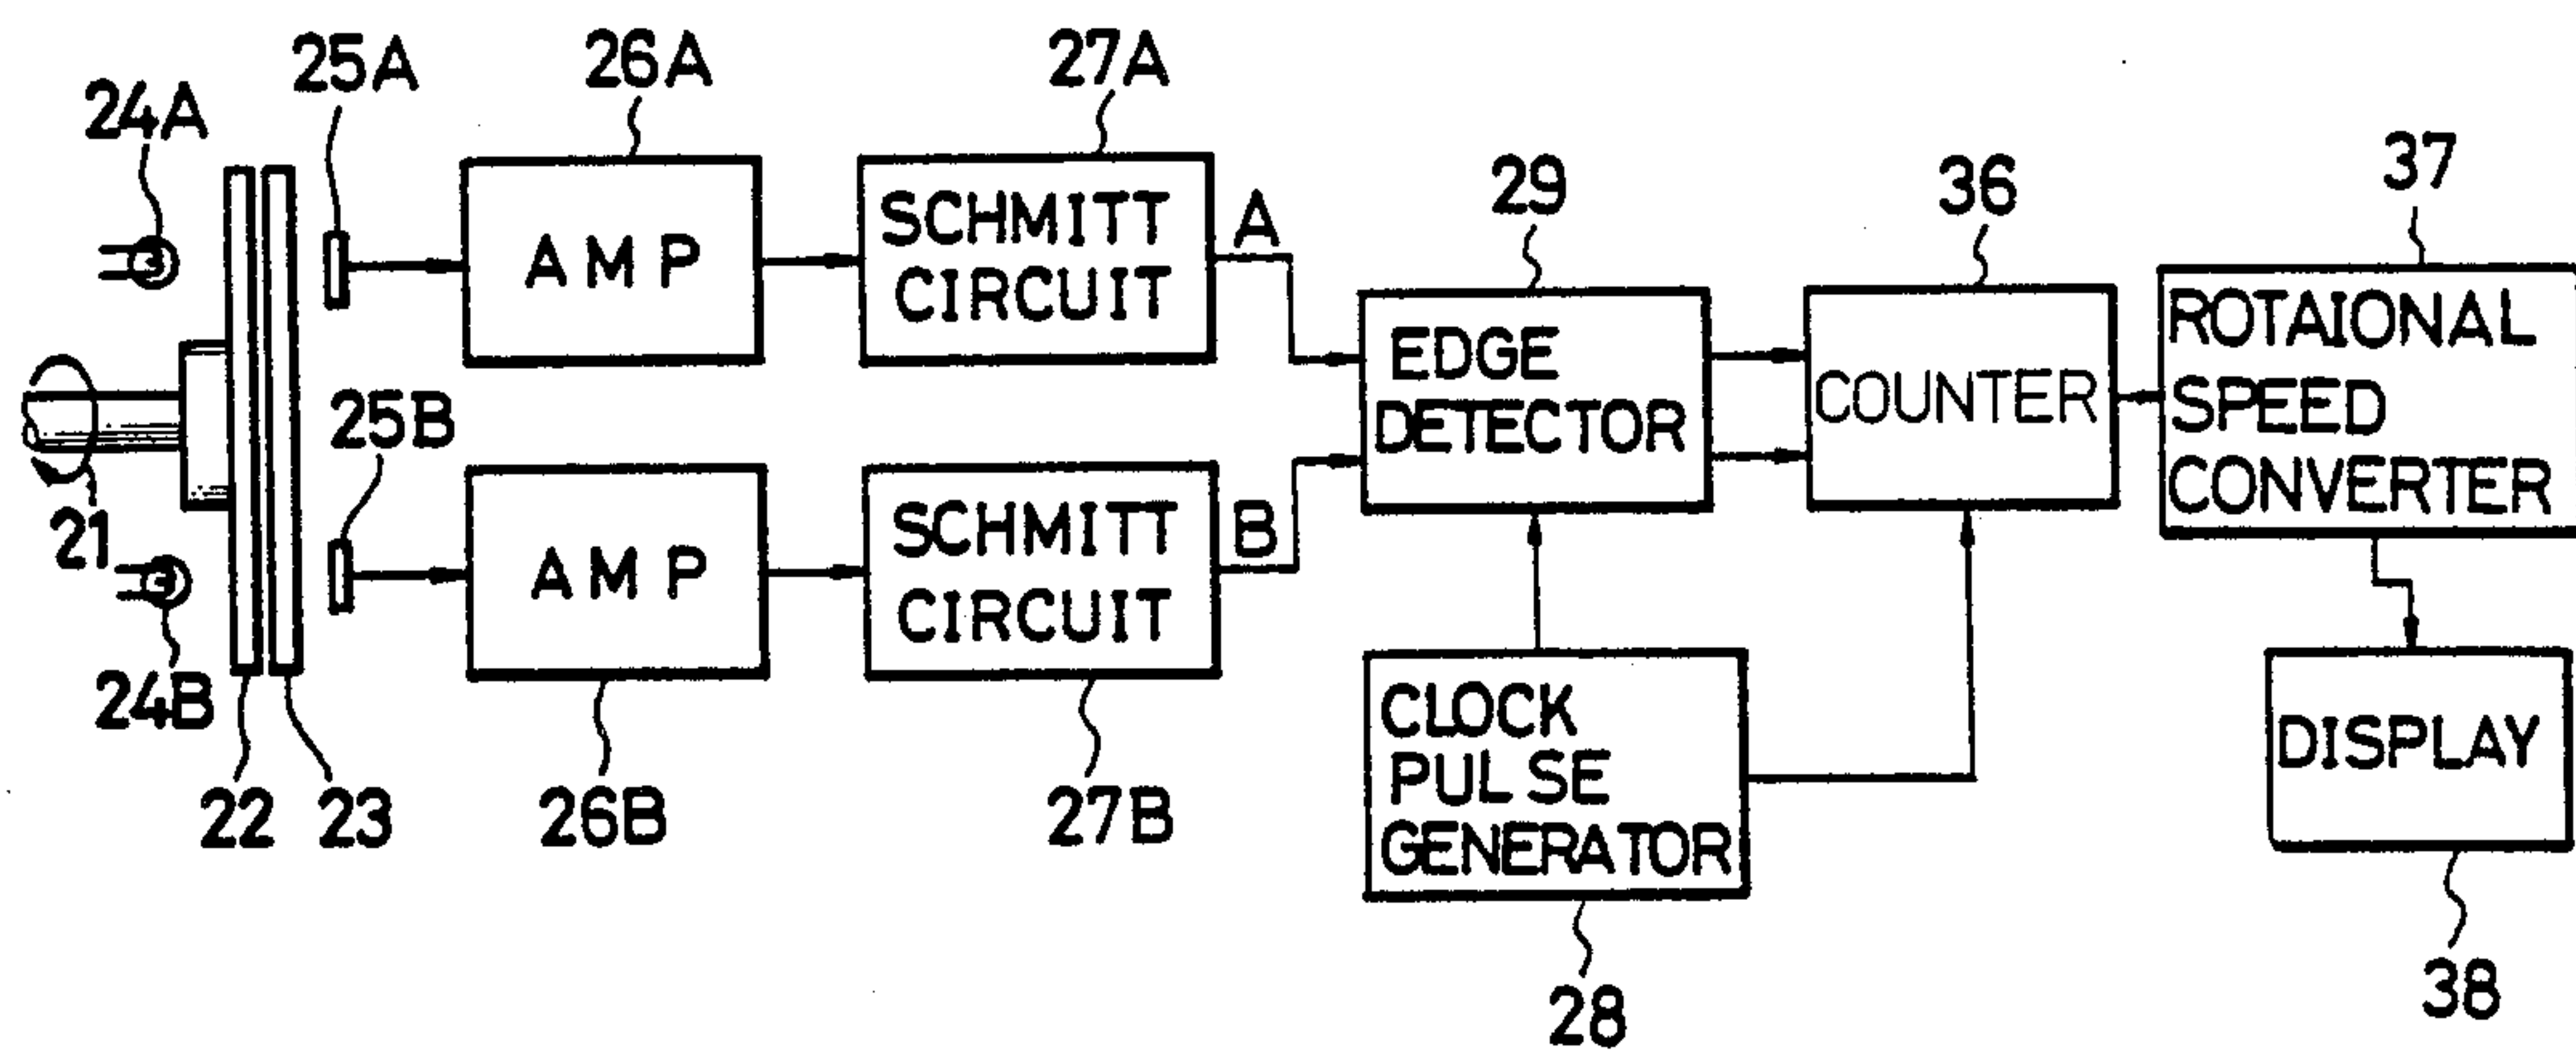 24A
25A
26A
27A
AMP
SCHMITT
CIRCUIT
A
29
EDGE
DETECTOR
36
COUNTER
37
ROTAIONAL
SPEED
CONVERTER
21
25B
AMP
SCHMITT
CIRCUIT
B
24B
22
23
26B
27B
CLOCK
PULSE
GENERATOR
28
DISPLAY
38